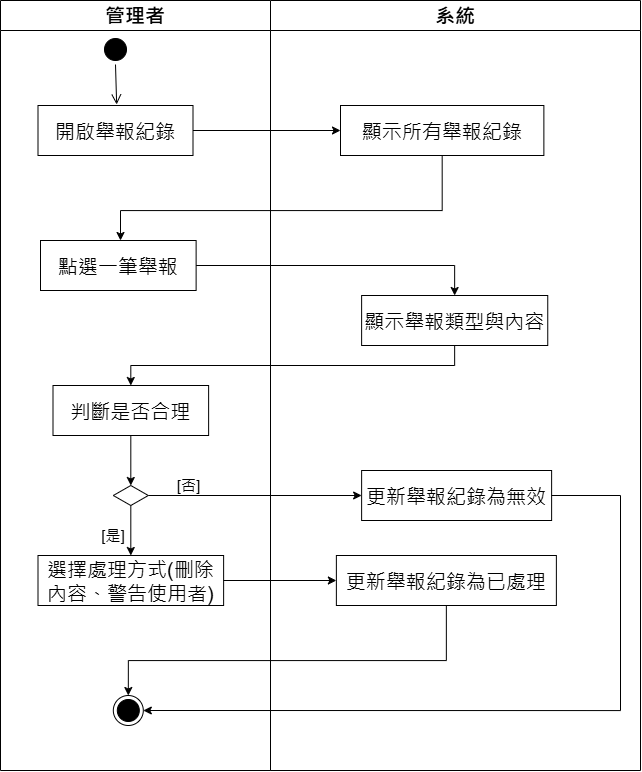 管理者
系統
開啟舉報紀錄
顯示所有舉報紀錄
點選一筆舉報
顯示舉報類型與內容
判斷是否合理
[否]
更新舉報紀錄為無效
[是]
選擇處理方式(刪除
內容、警告使用者)
更新舉報紀錄為已處理